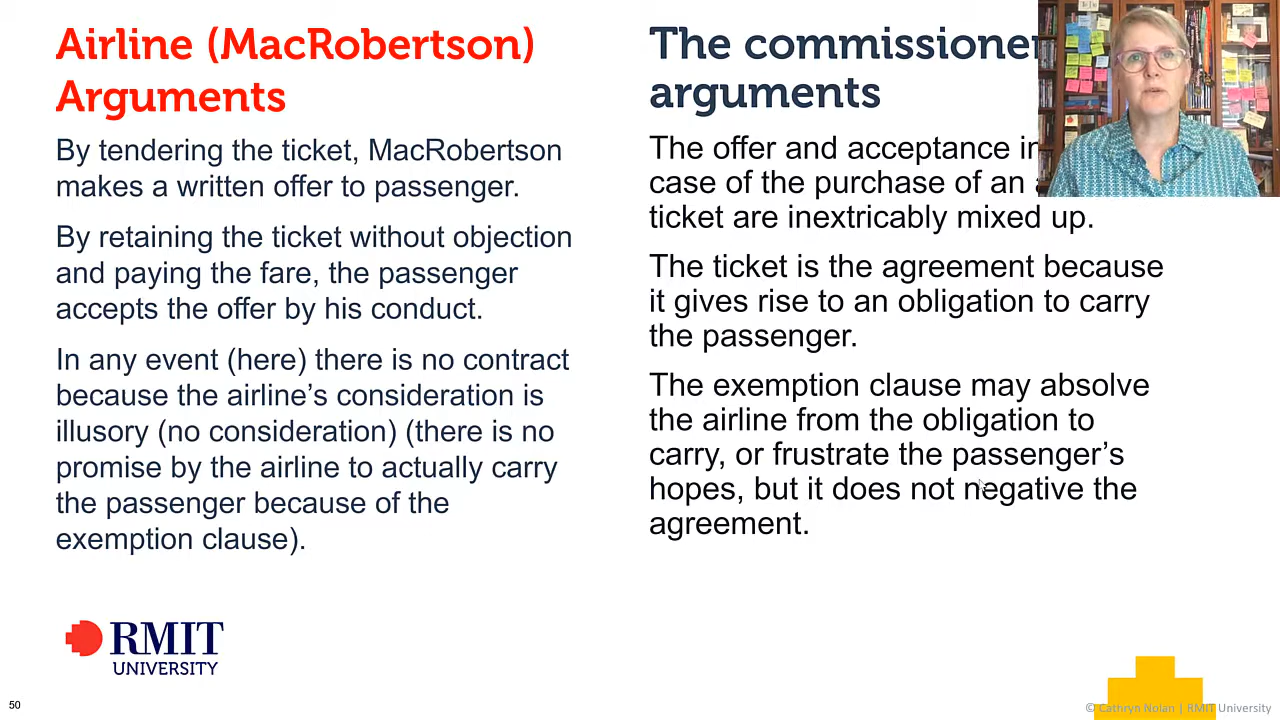 Airline (MacRobertson)
Arguments
By tendering the ticket, MacRobertson
makes a written offer to passenger.
By retaining the ticket without objection
and paying the fare, the passenger
accepts the offer by his conduct.
In any event (here) there is no contract
because the airline’s consideration is
illusory (no consideration) (there is no
promise by the airline to actually carry
the passenger because of the
exemption clause).
The commissioner
arguments
The offer and acceptance in
case of the purchase of an
ticket are inextricably mixed up.
The ticket is the agreement because
it gives rise to an obligation to carry
the passenger.
The exemption clause may absolve
the airline from the obligation to
carry, or frustrate the passenger’s
hopes, but it does not negative the
agreement.
RMIT
UNIVERSITY
50
© Cathryn Nolan | RMIT University